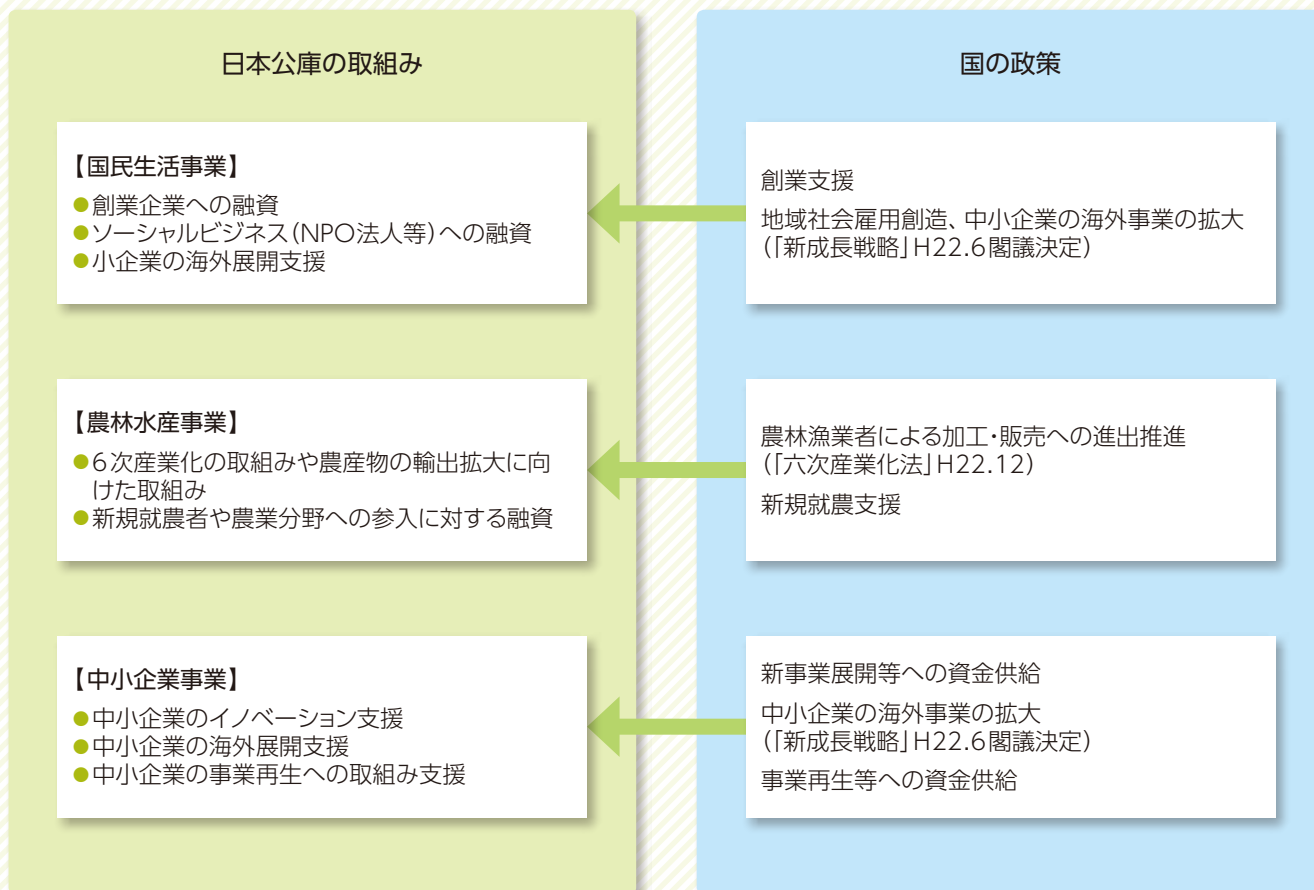 日本公庫の取組み
【国民生活事業】
●創業企業への融資
●ソーシャルビジネス（NPO法人等）への融資
●小企業の海外展開支援
【農林水産事業】
●6次産業化の取組みや農産物の輸出拡大に向
けた取組み
●新規就農者や農業分野への参入に対する融資
【中小企業事業】
●中小企業のイノベーション支援
●中小企業の海外展開支援
●中小企業の事業再生への取組み支援
国の政策
創業支援
地域社会雇用創造、中小企業の海外事業の拡大
（「新成長戦略」H22.6閣議決定）
農林漁業者による加工・販売への進出推進
（「六次産業化法」H22.12）
新規就農支援
新事業展開等への資金供給
中小企業の海外事業の拡大
（「新成長戦略」H22.6閣議決定）
事業再生等への資金供給